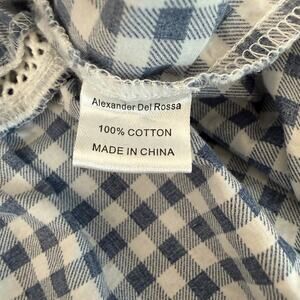 Alexander Del Rossa
100% COTTON
MADE IN CHINA